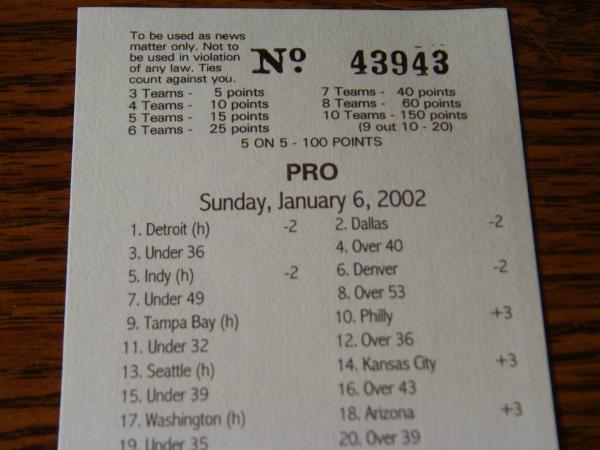 To be used as news
matter only. Not to
be used in violation
of any law. Ties
count against you.
Nº 43943
3 Teams - 5 points 7 Teams - 40 points
4 Teams - 10 points 8 Teams - 60 points
5 Teams - 15 points 10 Teams - 150 points
6 Teams - 25 points (9 out 10 - 20)
5 ON 5 - 100 POINTS
PRO
Sunday, January 6, 2002
1. Detroit (h) -2 2. Dallas -2
3. Under 36 4. Over 40
5. Indy (h) -2 6. Denver -2
7. Under 49 8. Over 53
9. Tampa Bay (h) 10. Philly +3
11. Under 32 12. Over 36
13. Seattle (h) 14. Kansas City +3
15. Under 39 16. Over 43
17. Washington (h) 18. Arizona +3
19. Under 35 20. Over 39